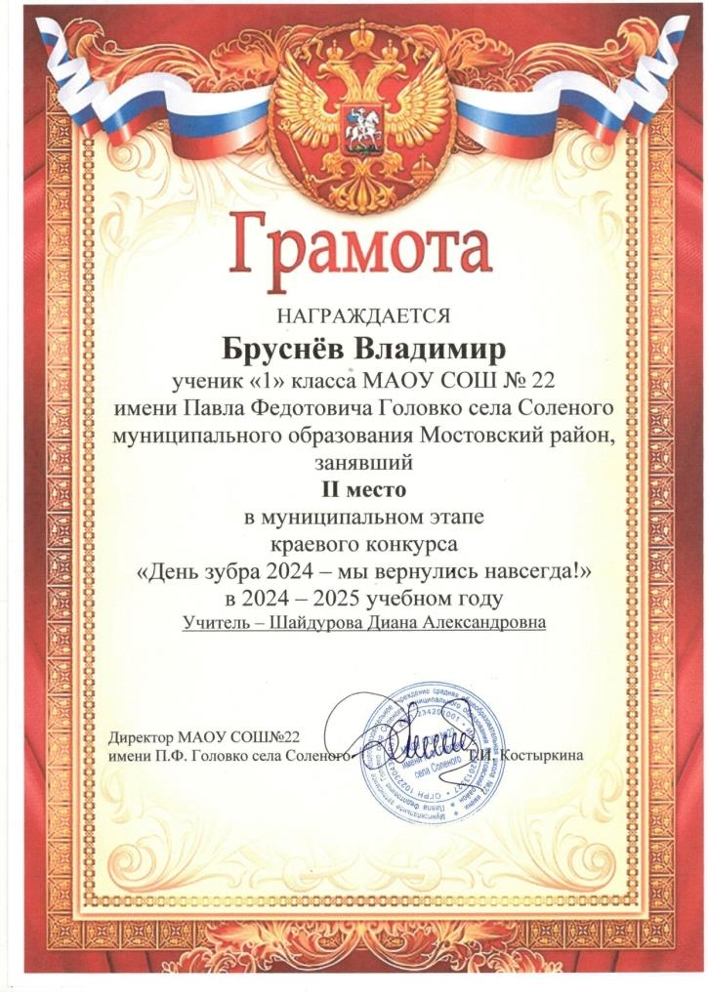 Грамота
НАГРАЖДАЕТСЯ
Бруснёв Владимир
ученик «1» класса МАОУ СОШ № 22
имени Павла Федотовича Головко села Соленого
муниципального образования Мостовский район,
занявший
II место
в муниципальном этапе
краевого конкурса
«День зубра 2024 – мы вернулись навсегда!»
в 2024 – 2025 учебном году
Учитель – Шайдурова Диана Александровна
Директор МАОУ СОШ№22
имени П.Ф. Головко села Соленого
Т.И. Костыркина
села Соленого